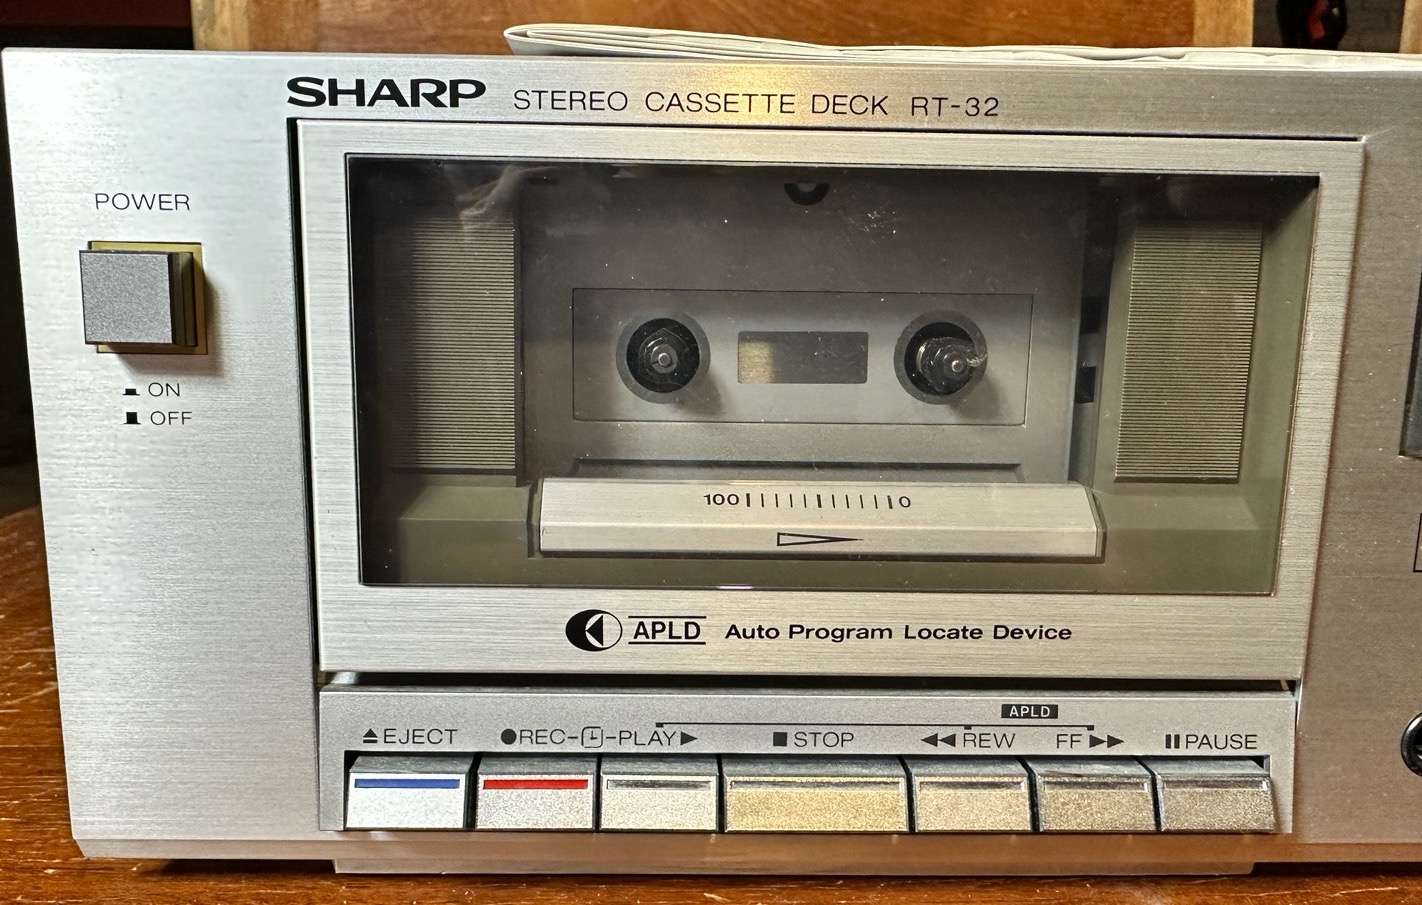 SHARP STEREO CASSETTE DECK RT-32
POWER
ON
OFF
100 0
APLD Auto Program Locate Device
APLD
EJECT REC-PLAY STOP REW FF PAUSE